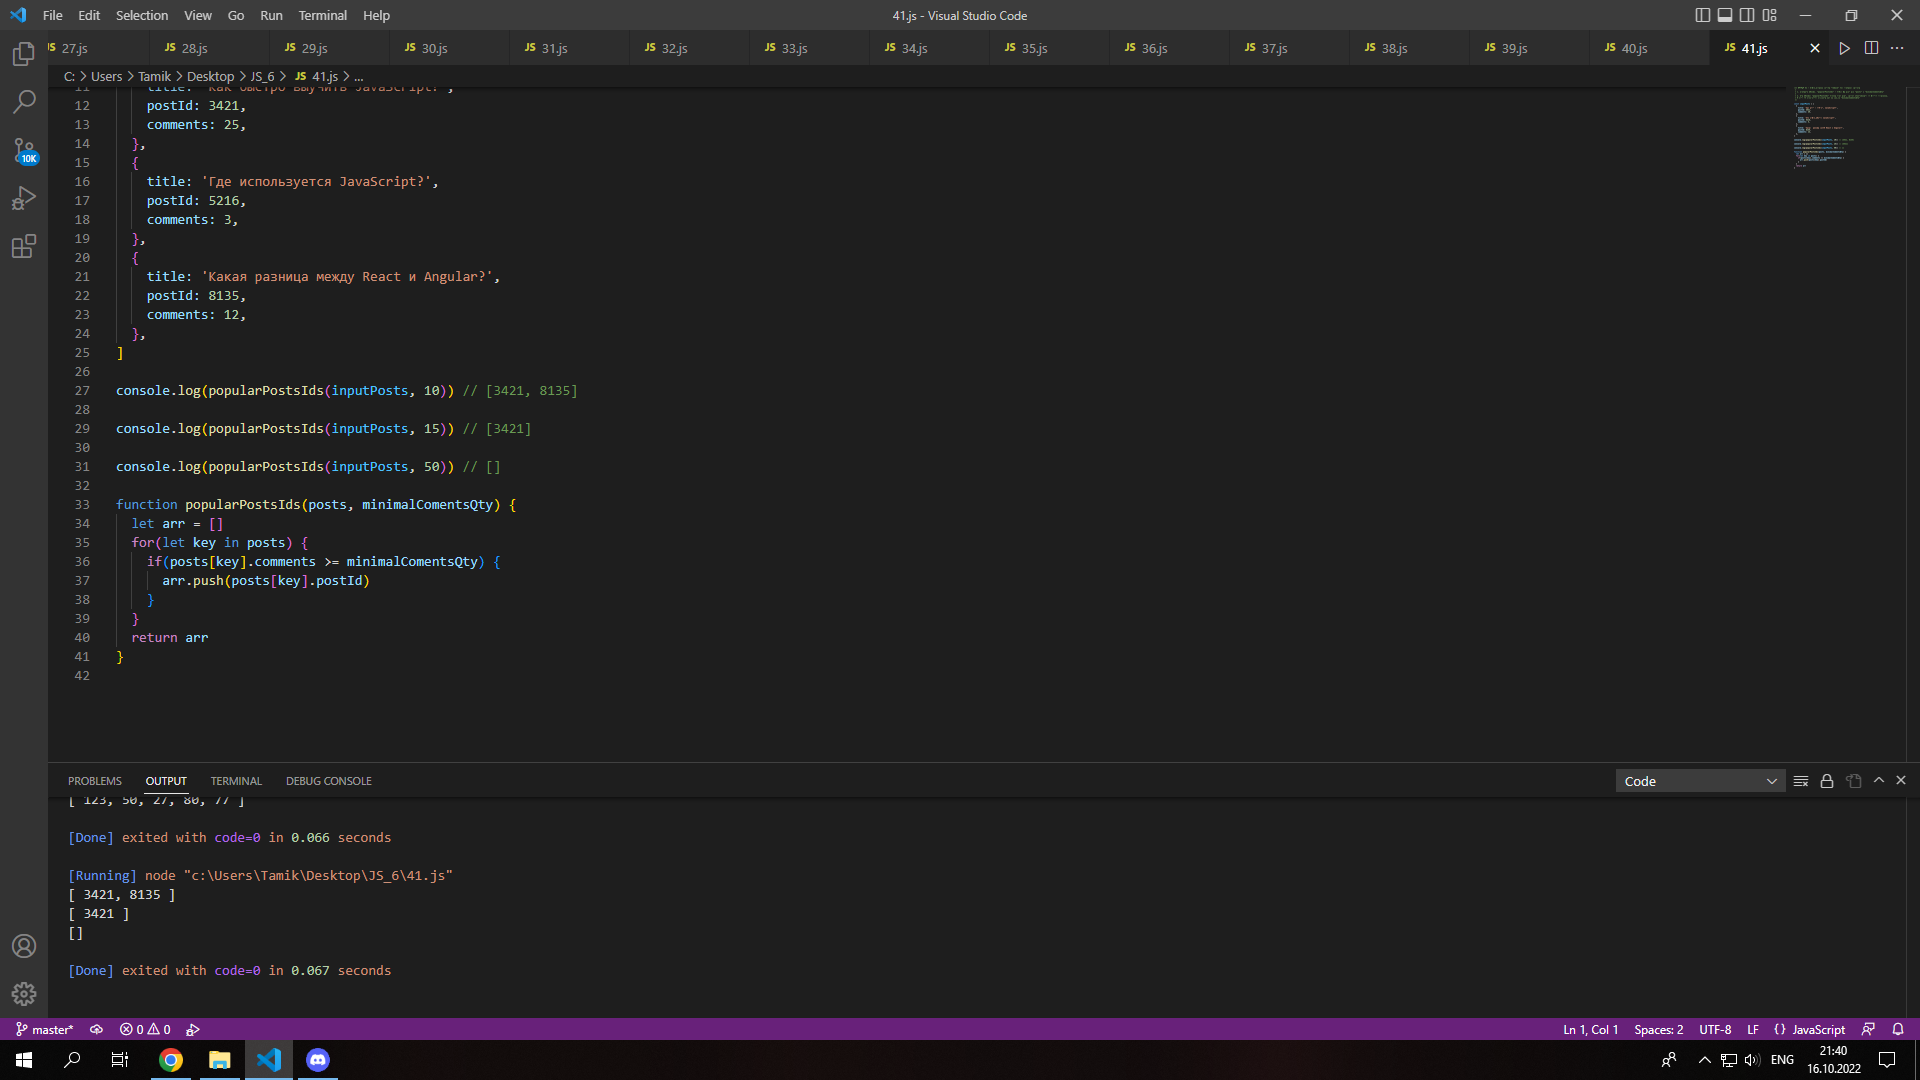 File Edit Selection View Go Run Terminal Help
41.js - Visual Studio Code
JS 27.js JS 28.js JS 29.js JS 30.js JS 31.js JS 32.js JS 33.js JS 34.js JS 35.js JS 36.js JS 37.js JS 38.js JS 39.js JS 40.js JS 41.js
C: > Users > Tamik > Desktop > JS_6 > JS 41.js > ...
11 title: 'Как быстро выучить JavaScript?',
12 postId: 3421,
13 comments: 25,
14 },
15 {
16 title: 'Где используется JavaScript?',
17 postId: 5216,
18 comments: 3,
19 },
20 {
21 title: 'Какая разница между React и Angular?',
22 postId: 8135,
23 comments: 12,
24 },
25 ]
26
27 console.log(popularPostsIds(inputPosts, 10)) // [3421, 8135]
28
29 console.log(popularPostsIds(inputPosts, 15)) // [3421]
30
31 console.log(popularPostsIds(inputPosts, 50)) // []
32
33 function popularPostsIds(posts, minimalComentsQty) {
34 let arr = []
35 for(let key in posts) {
36 if(posts[key].comments >= minimalComentsQty) {
37 arr.push(posts[key].postId)
38 }
39 }
40 return arr
41 }
42
10K
PROBLEMS OUTPUT TERMINAL DEBUG CONSOLE
Code
[ 123, 50, 27, 80, 77 ]
[Done] exited with code=0 in 0.066 seconds
[Running] node "c:\Users\Tamik\Desktop\JS_6\41.js"
[ 3421, 8135 ]
[ 3421 ]
[]
[Done] exited with code=0 in 0.067 seconds
master* 0 0
Ln 1, Col 1 Spaces: 2 UTF-8 LF {} JavaScript
ENG
21:40
16.10.2022